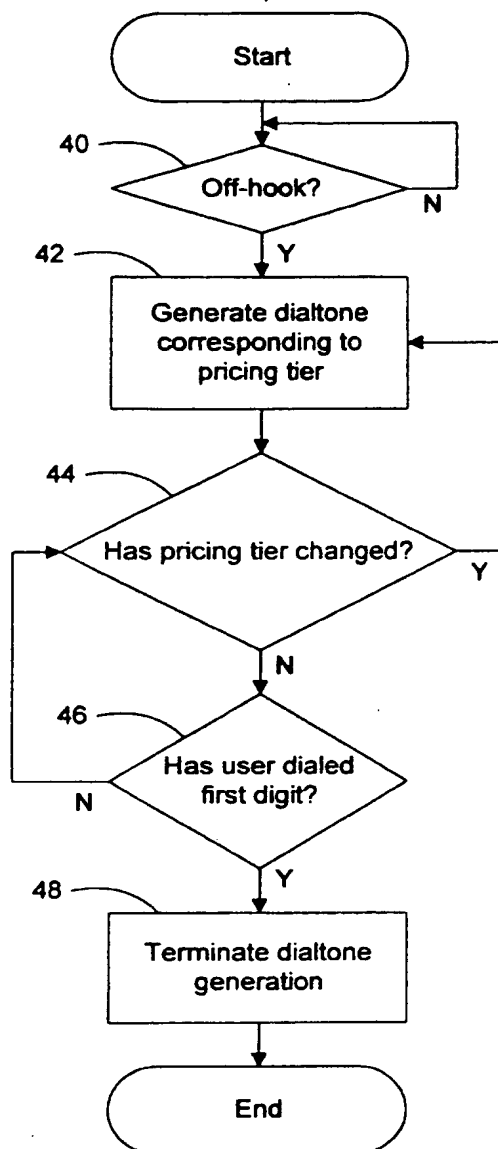 Start
40
Off-hook?
N
Y
42
Generate dialtone
corresponding to
pricing tier
44
Has pricing tier changed?
Y
N
46
Has user dialed
first digit?
N
Y
48
Terminate dialtone
generation
End